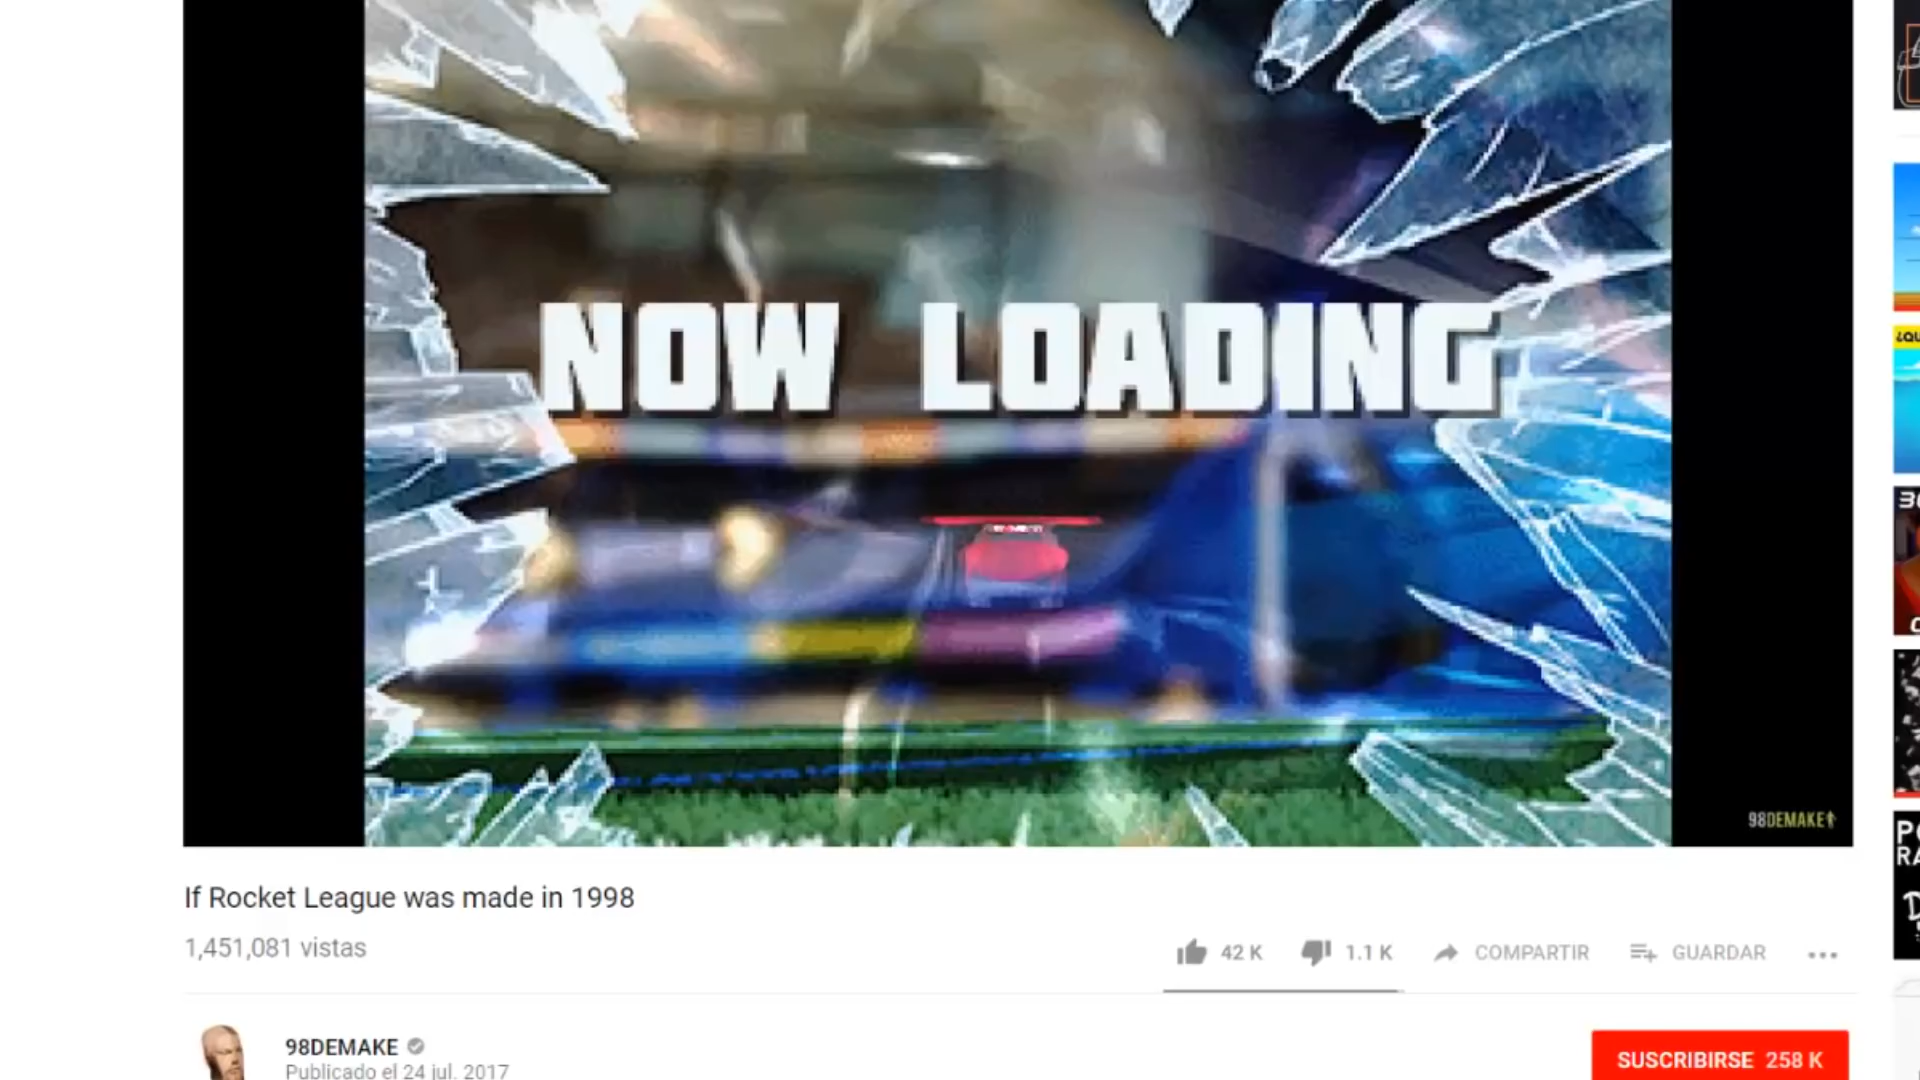 NOW LOADING
98DEMAKE
If Rocket League was made in 1998
1,451,081 vistas
42 K
1.1 K
COMPARTIR
GUARDAR
98DEMAKE
Publicado el 24 jul. 2017
SUSCRIBIRSE 258 K